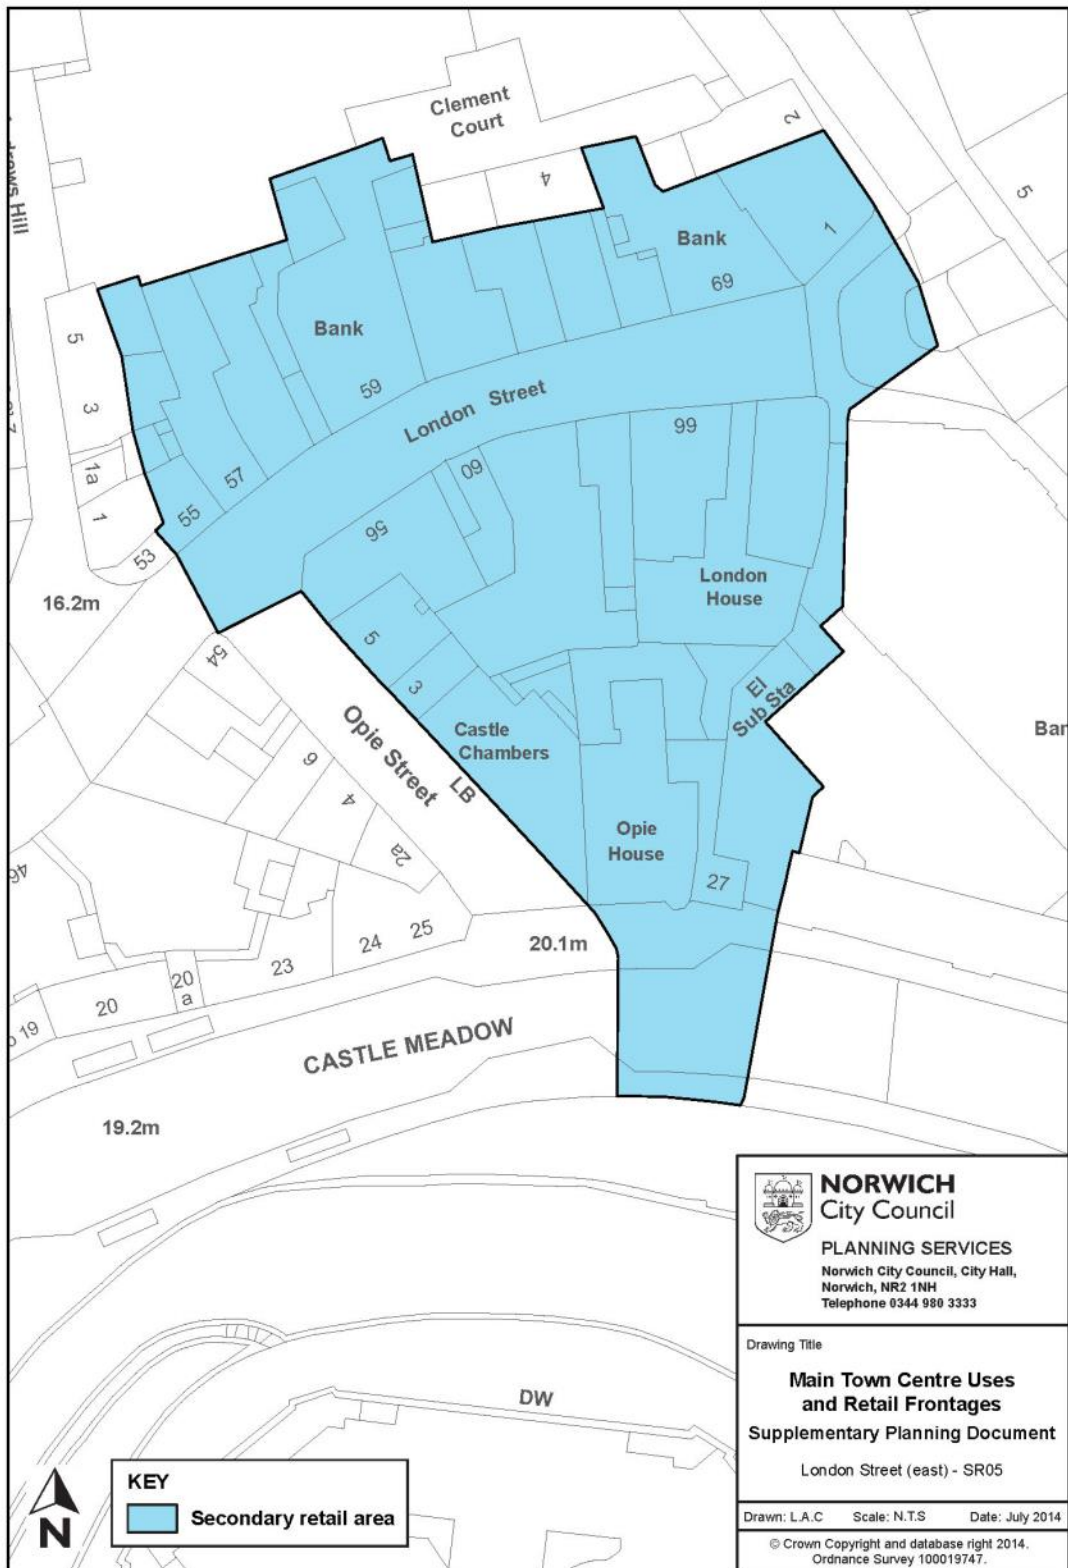 Clement
Court
2
4
5
drews Hill
Bank
1
69
5
Bank
3
59
London Street
66
1a
57
60
55
1
56
53
London
House
16.2m
5
54
3
El
Sub Sta
Opie Street
Castle
Chambers
Ban
6
LB
4
Opie
House
2a
46
27
24 25
20.1m
23
20
a
20
19
CASTLE MEADOW
19.2m
NORWICH
City Council
PLANNING SERVICES
Norwich City Council, City Hall,
Norwich, NR2 1NH
Telephone 0344 980 3333
Drawing Title
Main Town Centre Uses
and Retail Frontages
Supplementary Planning Document
London Street (east) - SR05
DW
KEY
Secondary retail area
N
Drawn: L.A.C Scale: N.T.S Date: July 2014
© Crown Copyright and database right 2014.
Ordnance Survey 100019747.